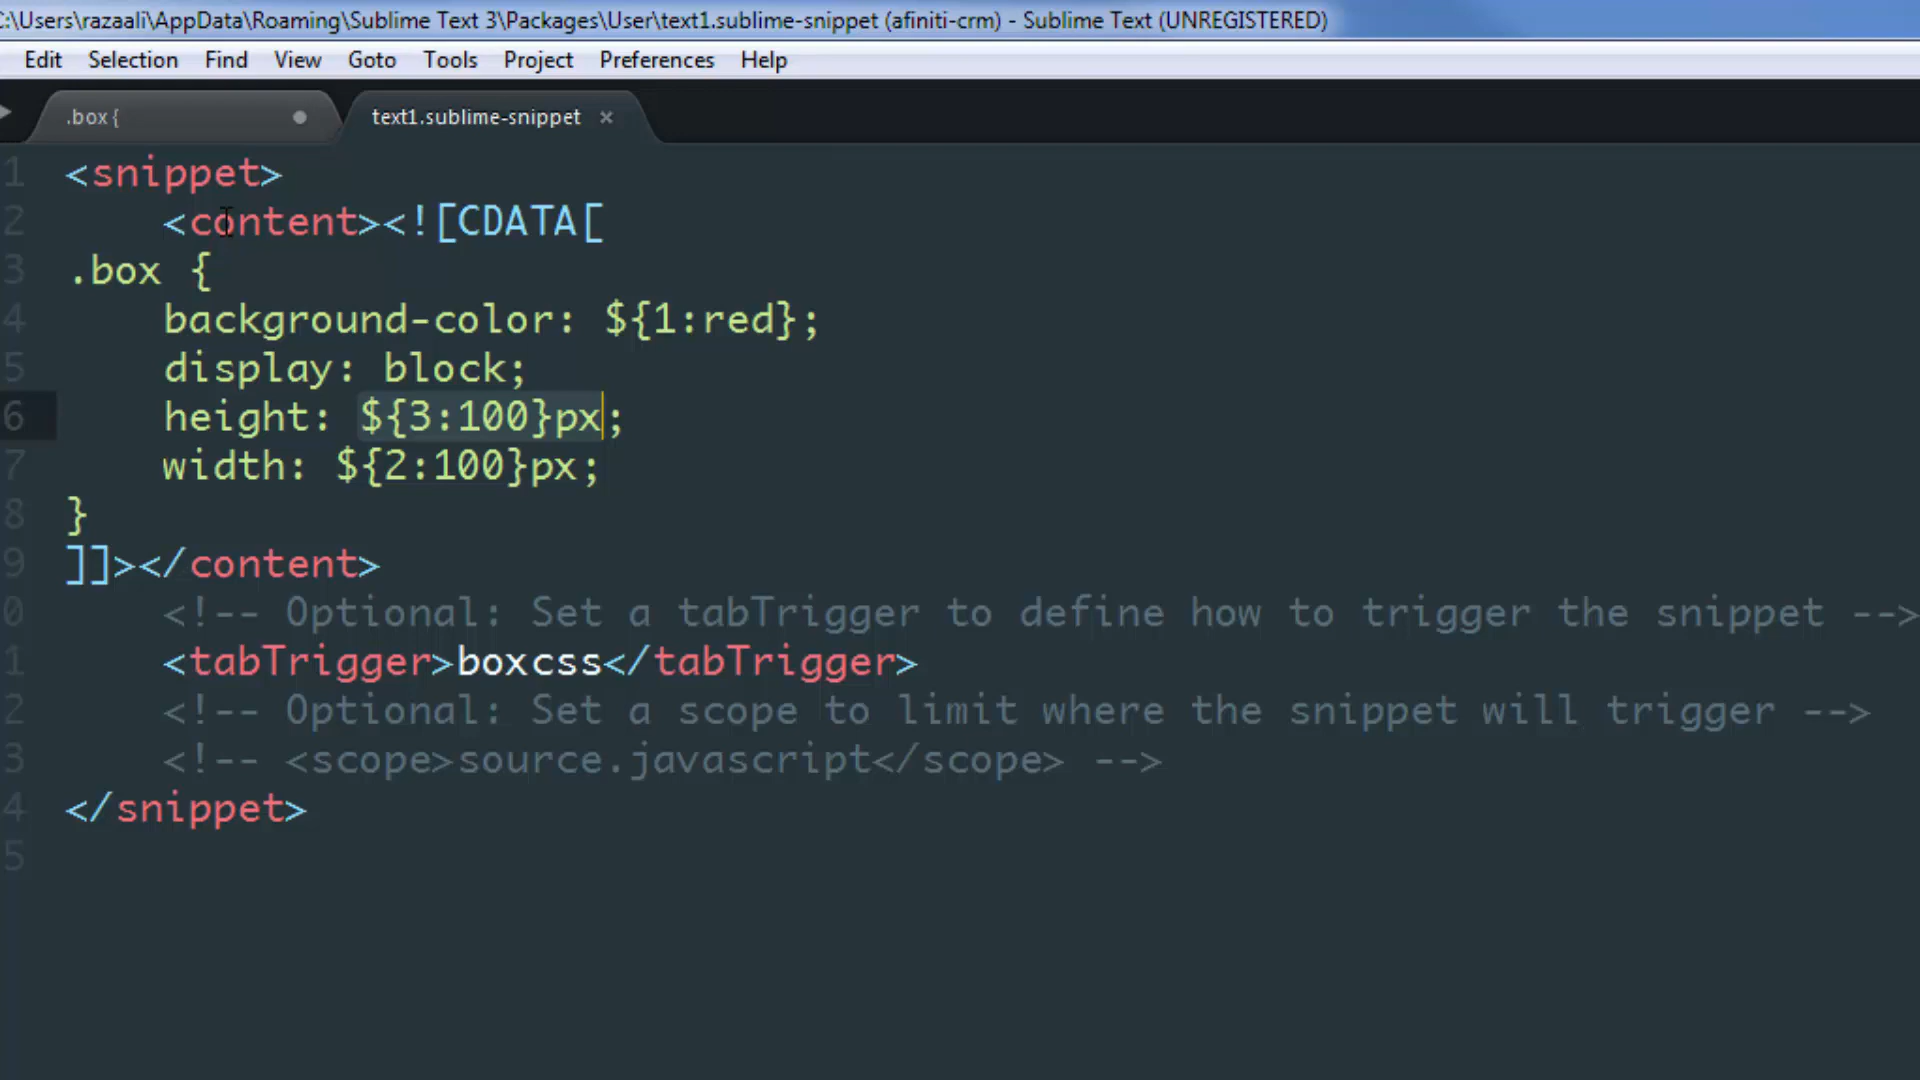 C:\Users\razaali\AppData\Roaming\Sublime Text 3\Packages\User\text1.sublime-snippet (afiniti-crm) - Sublime Text (UNREGISTERED)
Edit Selection Find View Goto Tools Project Preferences Help
.box { text1.sublime-snippet ×
1 <snippet>
2 <content><![CDATA[
3 .box {
4 background-color: ${1:red};
5 display: block;
6 height: ${3:100}px;
7 width: ${2:100}px;
8 }
9 ]]></content>
0 <!-- Optional: Set a tabTrigger to define how to trigger the snippet -->
1 <tabTrigger>boxcss</tabTrigger>
2 <!-- Optional: Set a scope to limit where the snippet will trigger -->
3 <!-- <scope>source.javascript</scope> -->
4 </snippet>
5